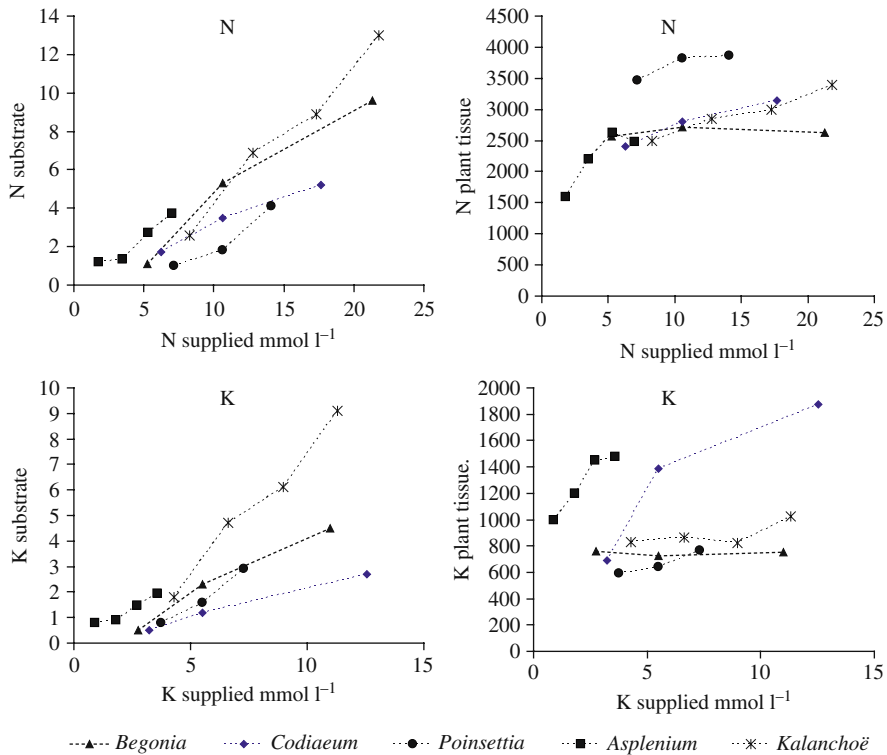 N
14
12
10
8
6
4
2
0
N substrate
0 5 10 15 20 25
N supplied mmol l⁻¹
N
4500
4000
3500
3000
2500
2000
1500
1000
500
0
N plant tissue
0 5 10 15 20 25
N supplied mmol l⁻¹
K
10
9
8
7
6
5
4
3
2
1
0
K substrate
0 5 10 15
K supplied mmol l⁻¹
K
2000
1800
1600
1400
1200
1000
800
600
400
200
0
K plant tissue.
0 5 10 15
K supplied mmol l⁻¹
Begonia Codiaeum Poinsettia Asplenium Kalanchoë